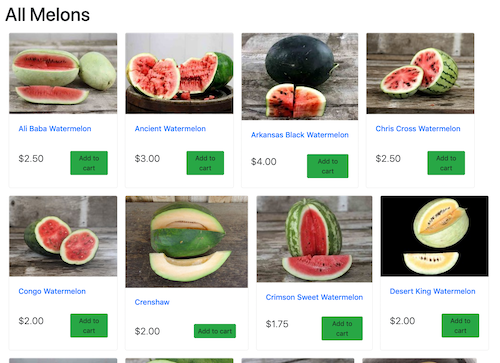 All Melons
Ali Baba Watermelon
Ancient Watermelon
Arkansas Black Watermelon
Chris Cross Watermelon
$2.50
Add to
cart
$3.00
Add to
cart
$4.00
Add to
cart
$2.50
Add to
cart
Congo Watermelon
Crenshaw
Crimson Sweet Watermelon
Desert King Watermelon
$2.00
Add to
cart
$2.00
Add to cart
$1.75
Add to
cart
$2.00
Add to
cart